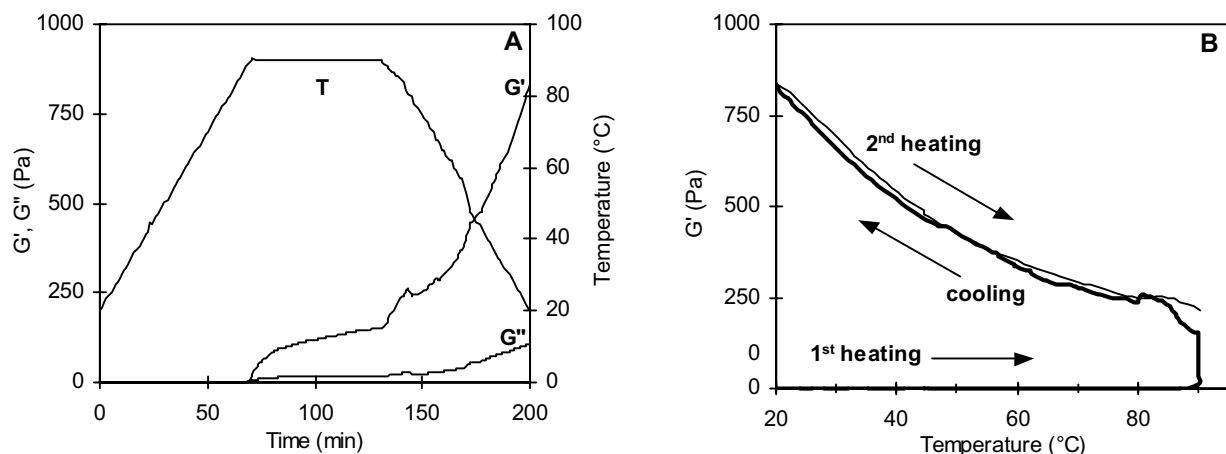 1000
100
A
B
1000
T
G'
750
80
750
2nd heating
G', G'' (Pa)
500
60
Temperature (°C)
G' (Pa)
500
40
cooling
250
250
20
G''
1st heating
0
0
0
0
0
50
100
150
200
20
40
60
80
Time (min)
Temperature (°C)